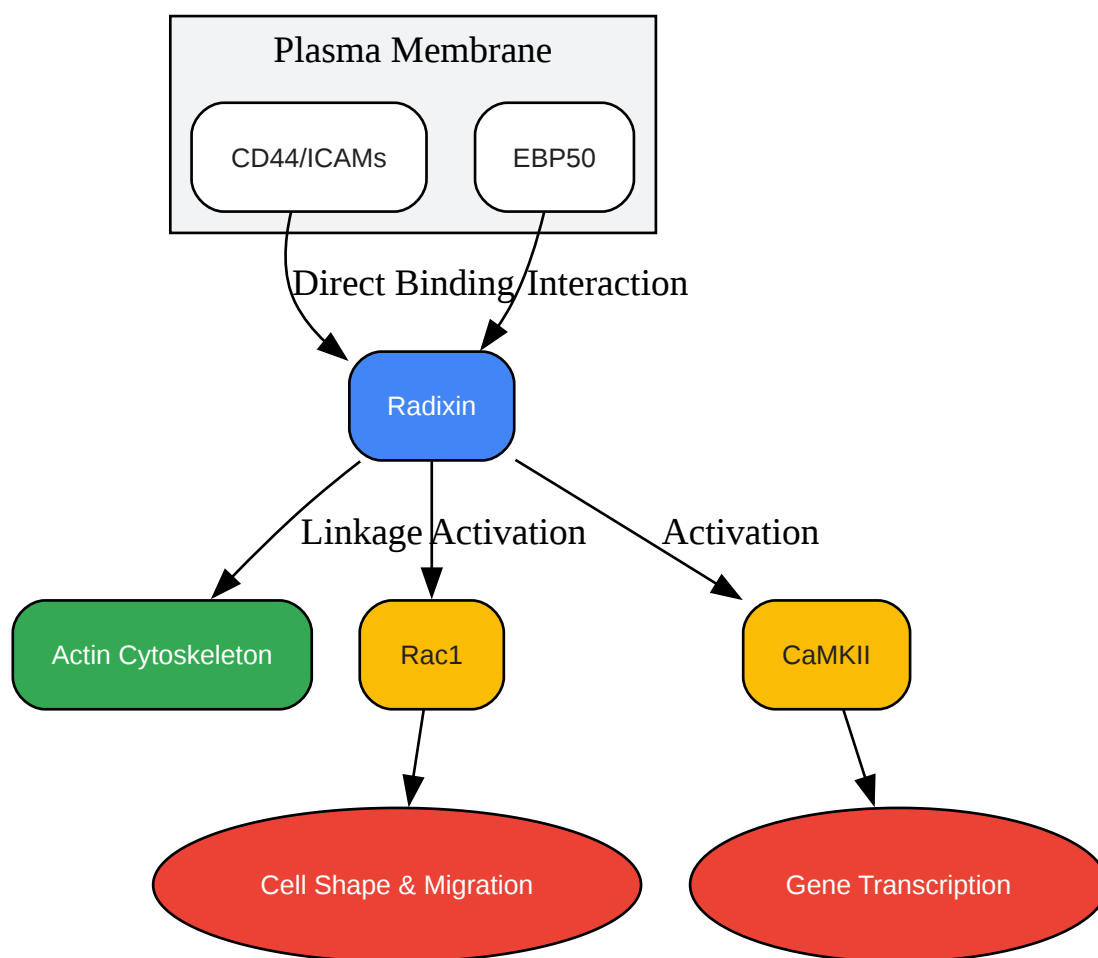 Plasma Membrane
CD44/ICAMs
EBP50
Direct Binding
Interaction
Radixin
Linkage
Activation
Activation
Actin Cytoskeleton
Rac1
CaMKII
Cell Shape & Migration
Gene Transcription